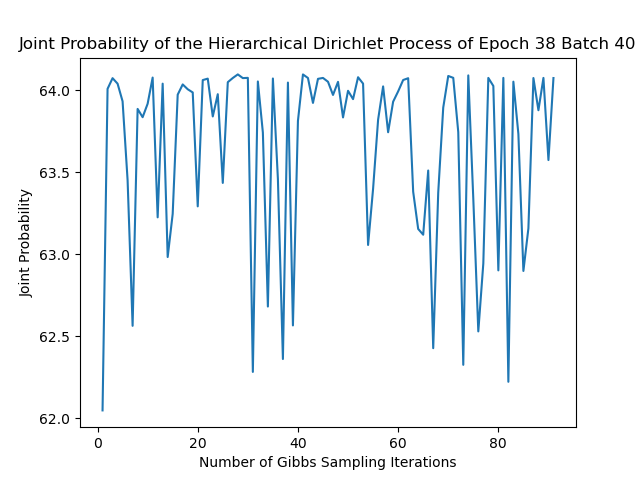 Joint Probability of the Hierarchical Dirichlet Process of Epoch 38 Batch 40
Joint Probability
64.0
63.5
63.0
62.5
62.0
0 20 40 60 80
Number of Gibbs Sampling Iterations